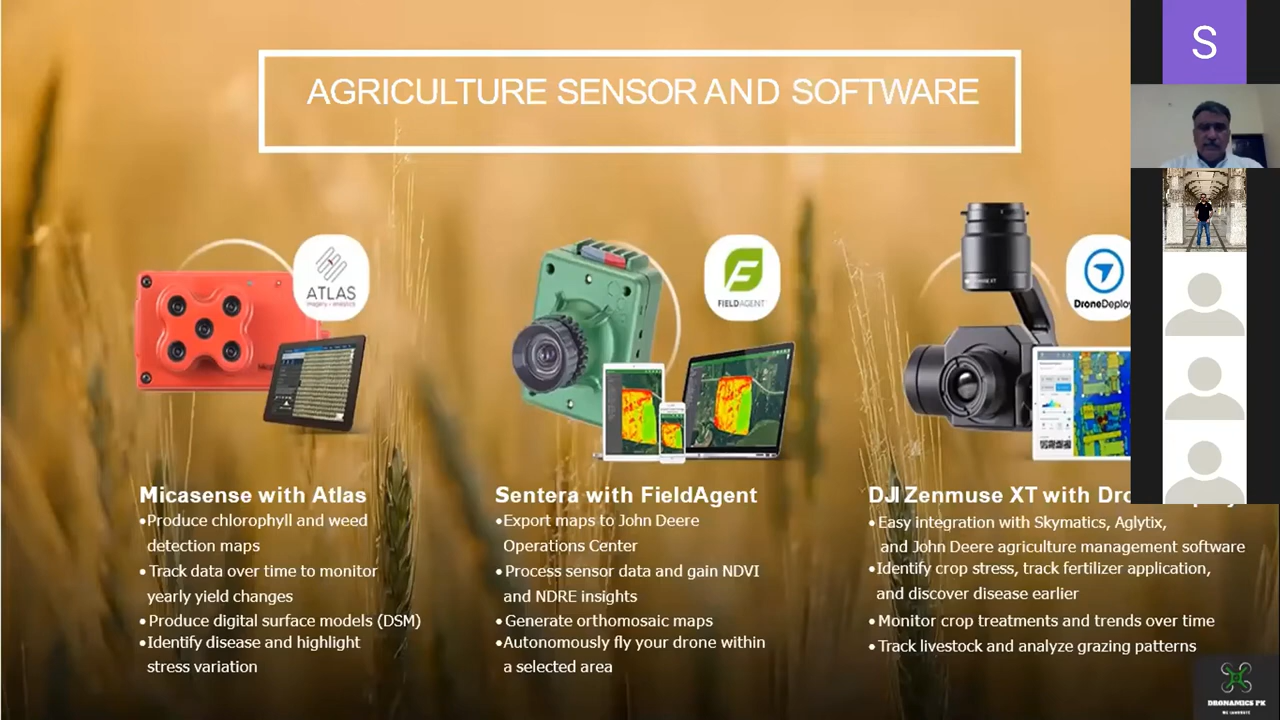 S
AGRICULTURE SENSOR AND SOFTWARE
ATLAS
imagery + analytics
FIELDAGENT
DroneDeploy
Micasense with Atlas
•Produce chlorophyll and weed
detection maps
•Track data over time to monitor
yearly yield changes
•Produce digital surface models (DSM)
•Identify disease and highlight
stress variation
Sentera with FieldAgent
•Export maps to John Deere
Operations Center
•Process sensor data and gain NDVI
and NDRE insights
•Generate orthomosaic maps
•Autonomously fly your drone within
a selected area
DJI Zenmuse XT with
•Easy integration with Skymatics, Aglytix,
and John Deere agriculture management software
•Identify crop stress, track fertilizer application,
and discover disease earlier
•Monitor crop treatments and trends over time
•Track livestock and analyze grazing patterns
DRONAMICS PK